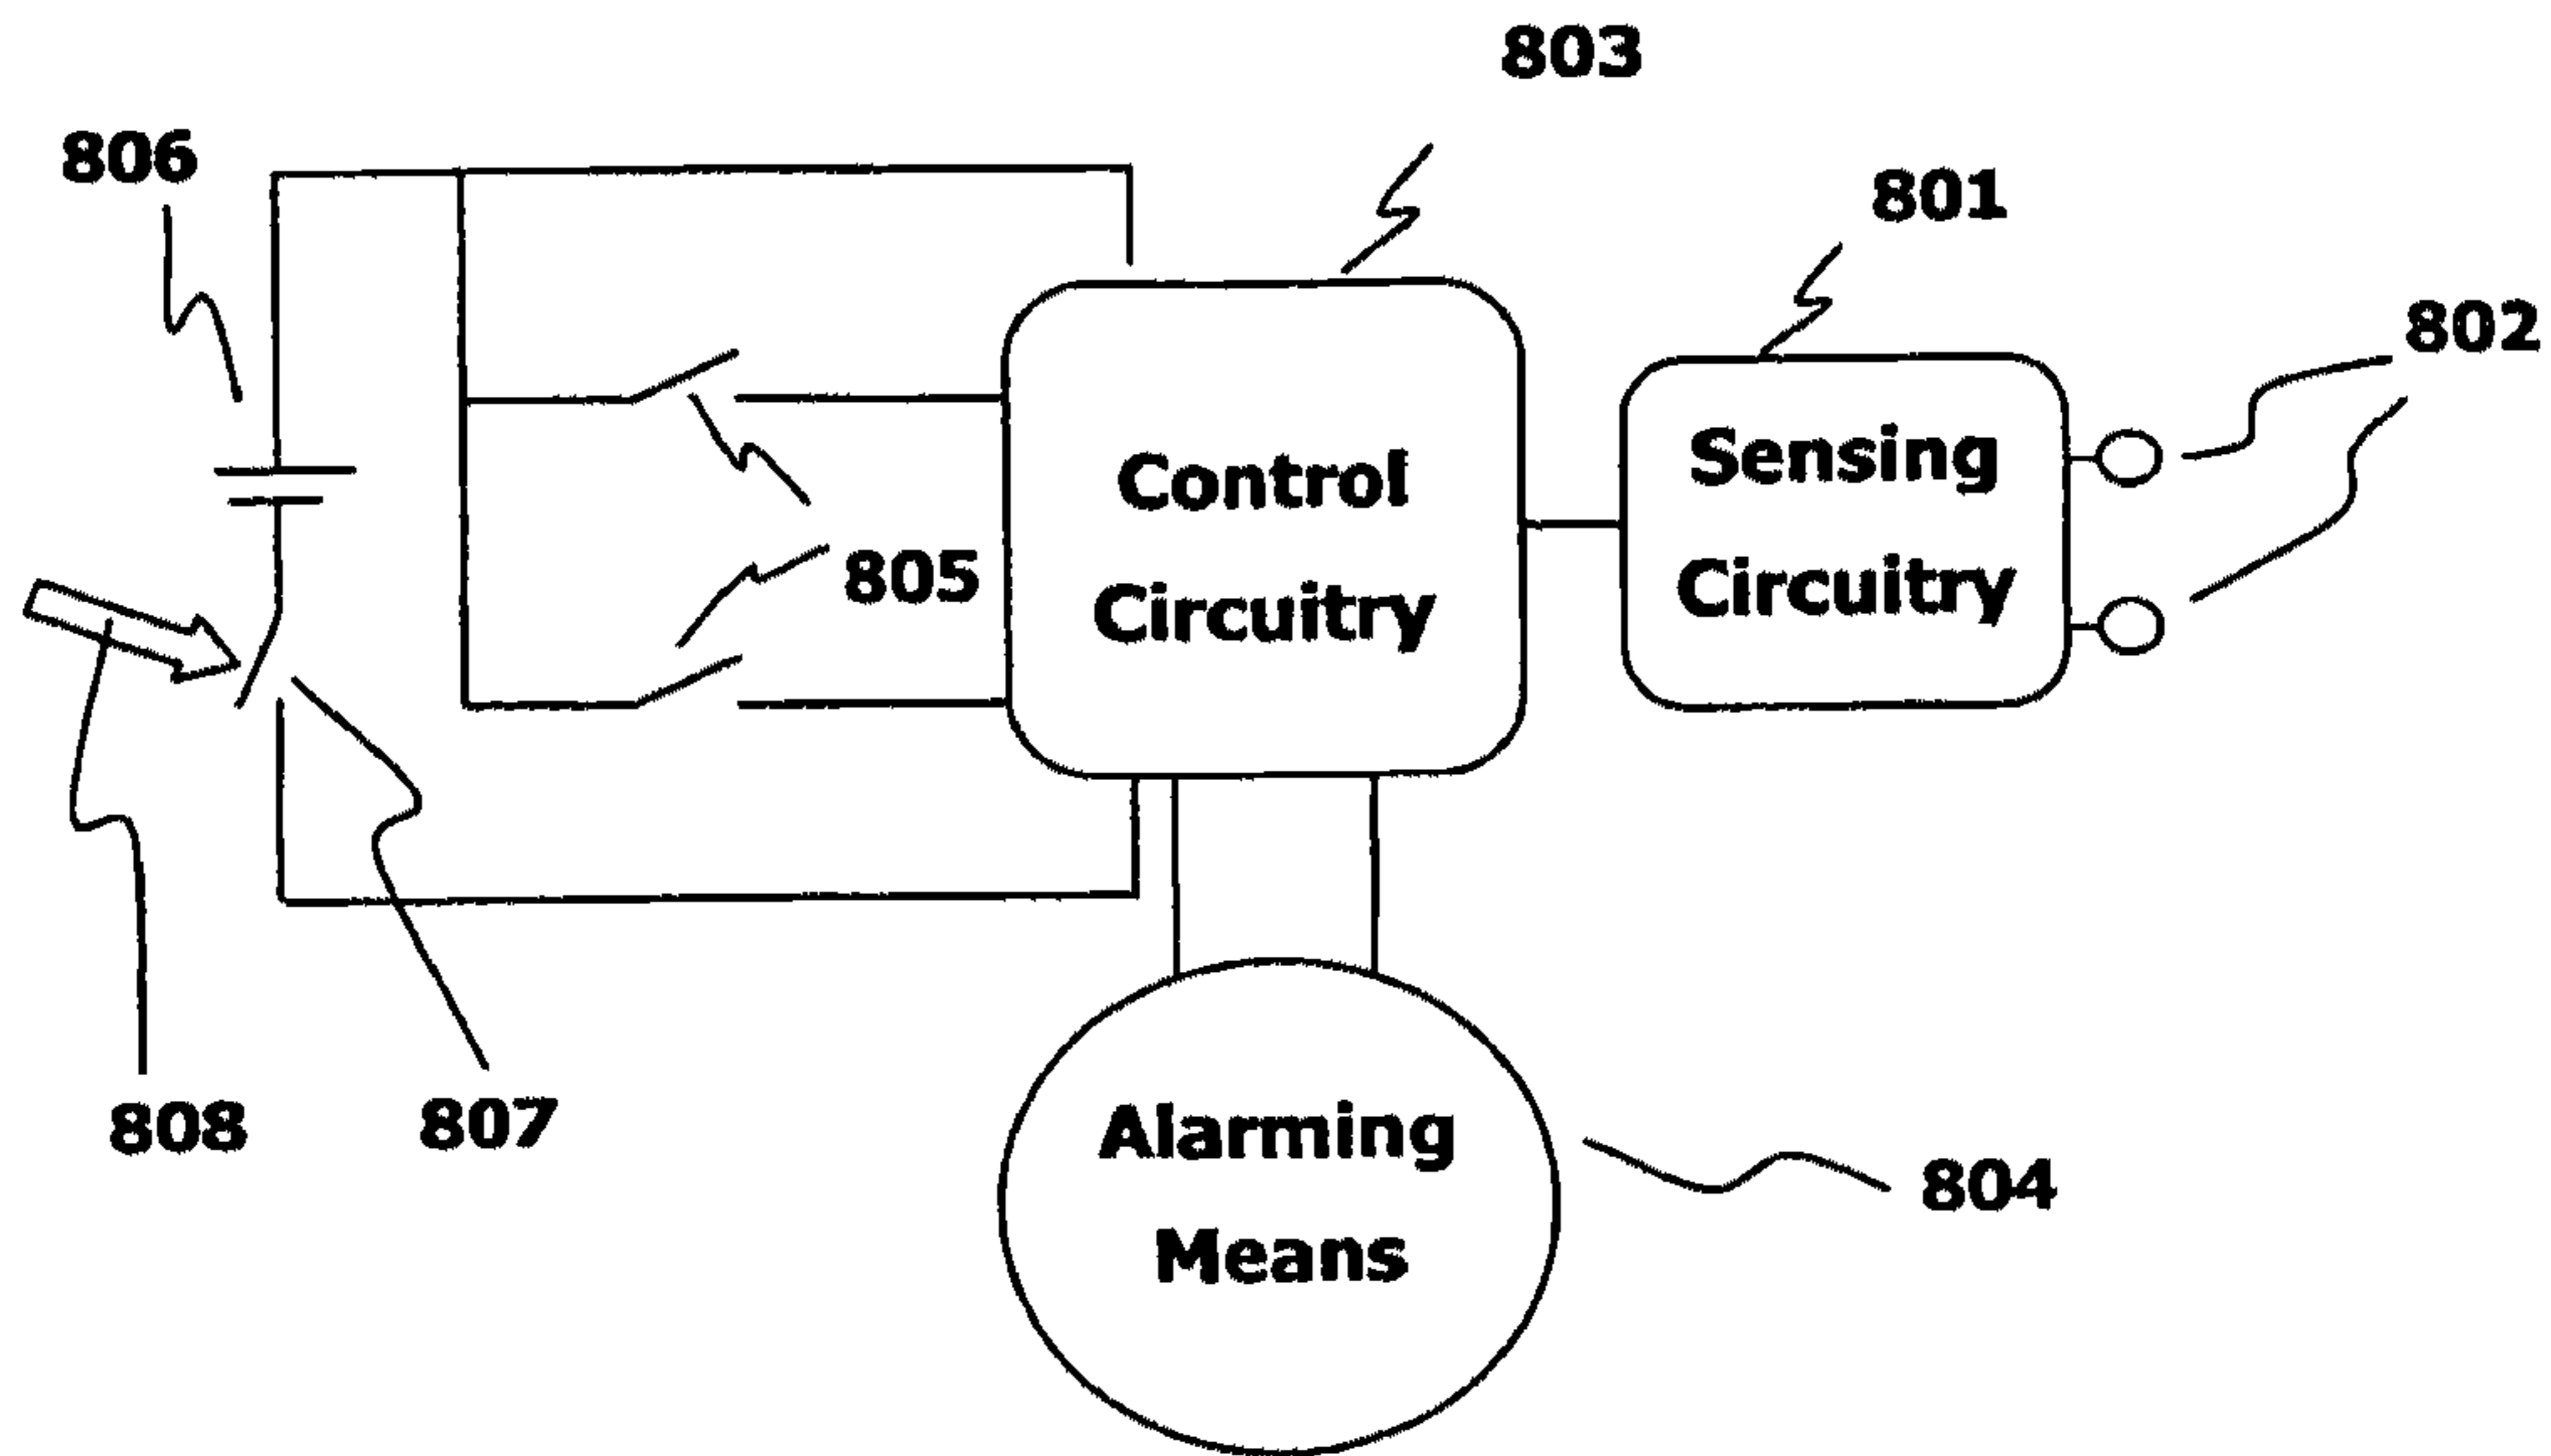 803
806
801
802
Control
Circuitry
Sensing
Circuitry
805
808
807
Alarming
Means
804